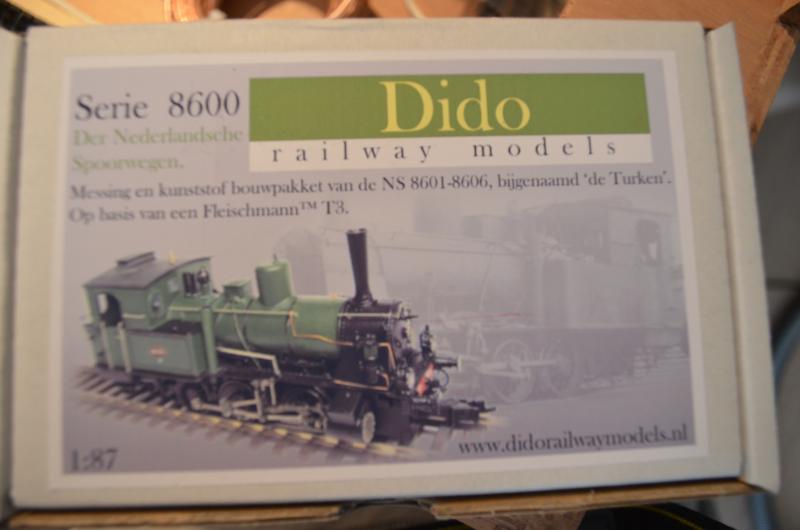 Serie 8600
Der Nederlandsche
Spoorwegen.
Dido
railway models
Messing en kunststof bouwpakket van de NS 8601-8606, bijgenaamd 'de Turken'.
Op basis van een Fleischmann™ T3.
1:87
www.didorailwaymodels.nl